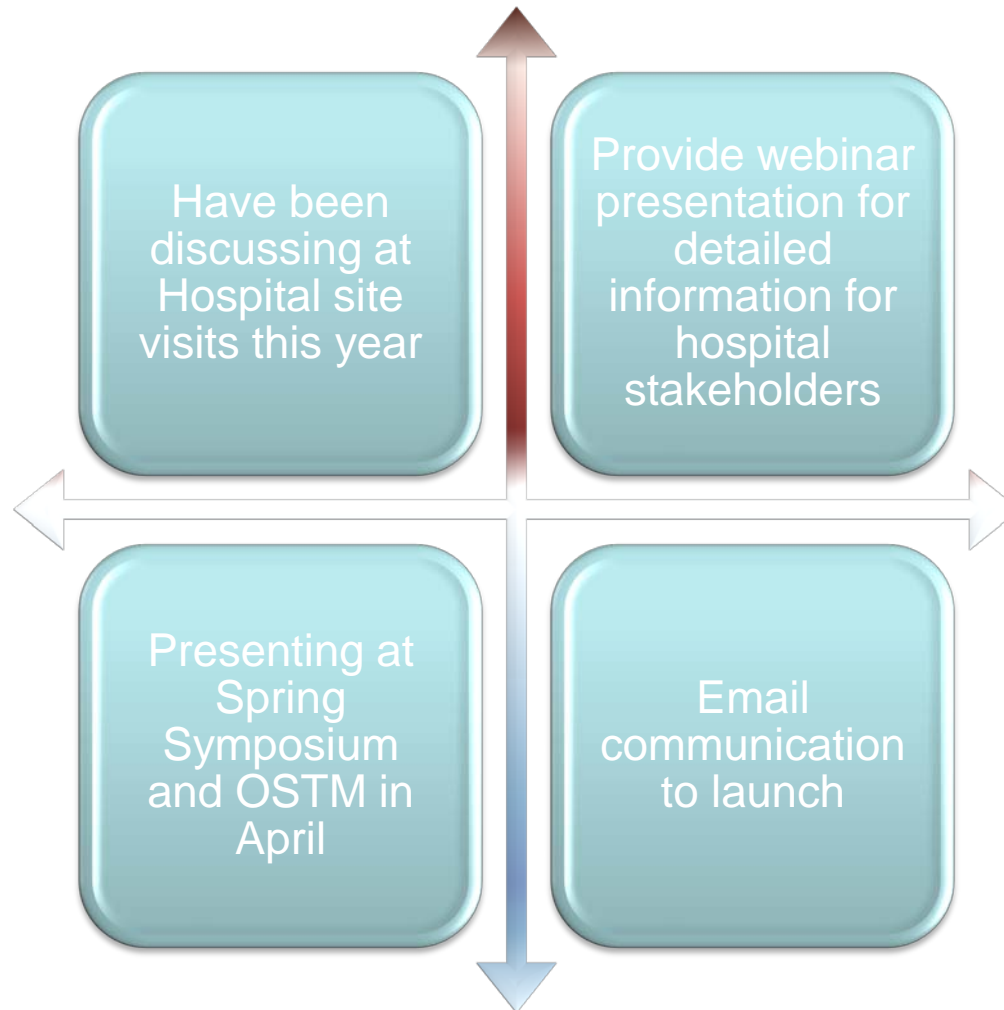 Have been
discussing at
Hospital site
visits this year
Provide webinar
presentation for
detailed
information for
hospital
stakeholders
Presenting at
Spring
Symposium
and OSTM in
April
Email
communication
to launch